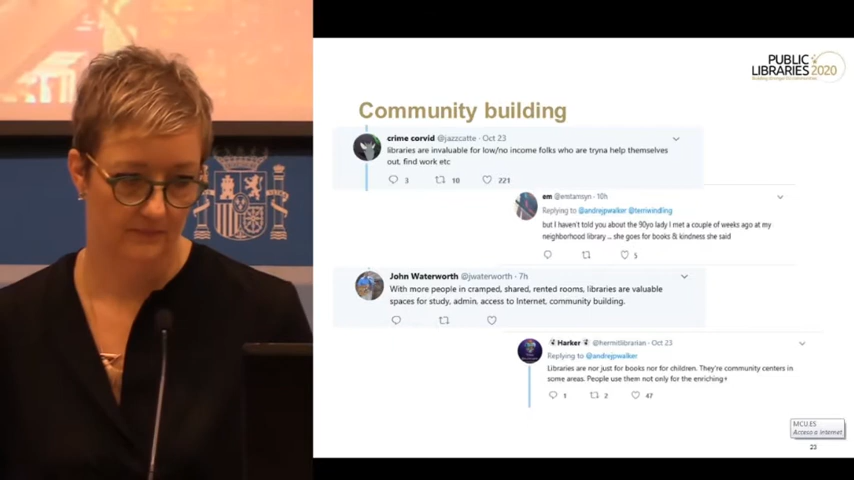 PUBLIC
LIBRARIES 2020
Community building
crime corvid @jazzcatte · Oct 23
libraries are invaluable for low/no income folks who are tryna help themselves
out, find work etc
3 10 221
em @emtamsyn · 10h
Replying to @andrejpwalker @terriwindling
but I haven't told you about the 90yo lady I met a couple of weeks ago at my
neighborhood library ... she goes for books & kindness she said
5
John Waterworth @jwaterworth · 7h
With more people in cramped, shared, rented rooms, libraries are valuable
spaces for study, admin, access to Internet, community building.
Harker @hermitlibrarian · Oct 23
Replying to @andrejpwalker
Libraries are nor just for books nor for children. They're community centers in
some areas. People use them not only for the enriching+
1 2 47
MCU.ES
Access a internet
23